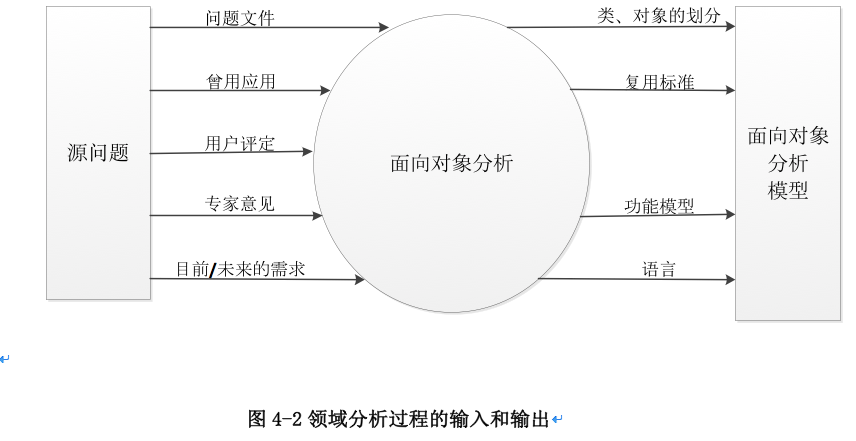 问题文件
类、对象的划分
曾用应用
复用标准
用户评定
源问题
面向对象分析
面向对象
分析
模型
专家意见
功能模型
目前/未来的需求
语言
图 4-2 领域分析过程的输入和输出